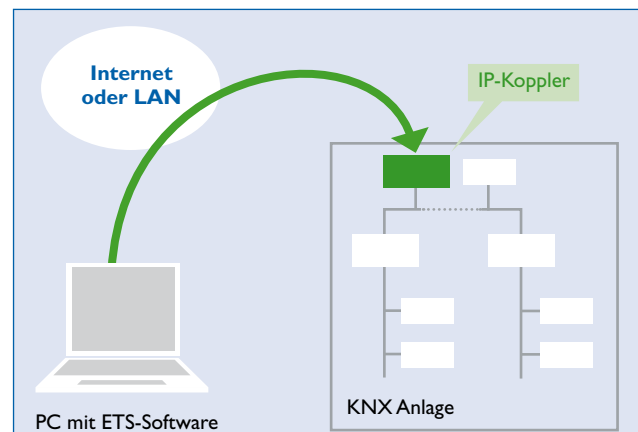 Internet
oder LAN
IP-Koppler
KNX Anlage
PC mit ETS-Software